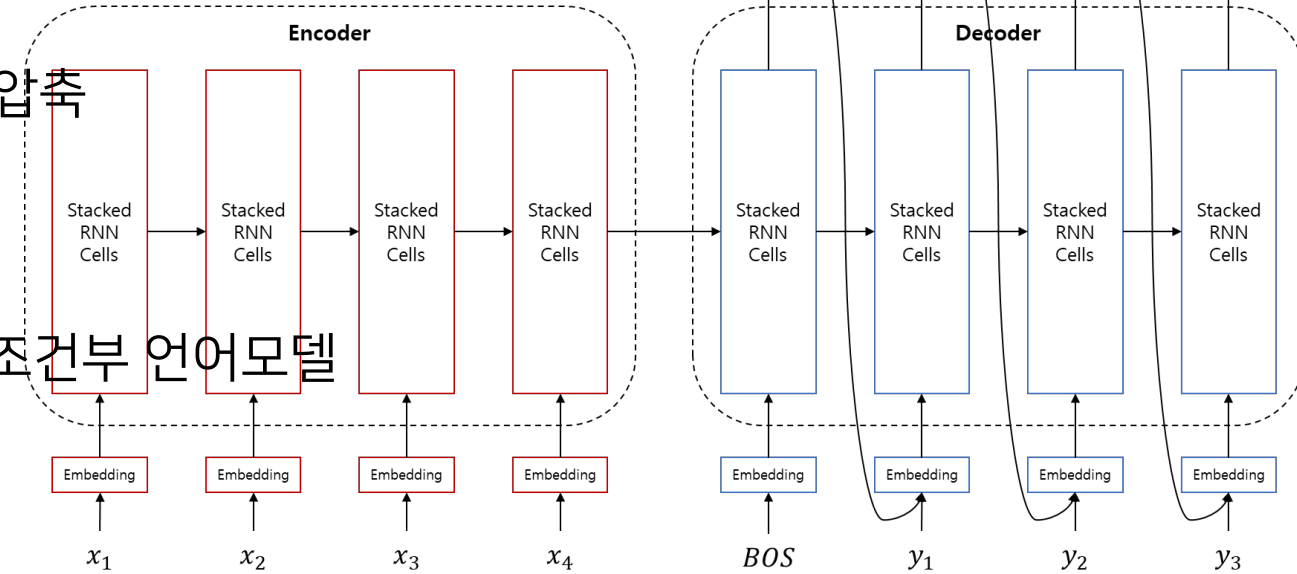 Encoder
Decoder
압축
Stacked
RNN
Cells
Stacked
RNN
Cells
Stacked
RNN
Cells
Stacked
RNN
Cells
Stacked
RNN
Cells
Stacked
RNN
Cells
Stacked
RNN
Cells
Stacked
RNN
Cells
조건부 언어모델
Embedding
Embedding
Embedding
Embedding
Embedding
Embedding
Embedding
Embedding
x₁
x₂
x₃
x₄
BOS
y₁
y₂
y₃